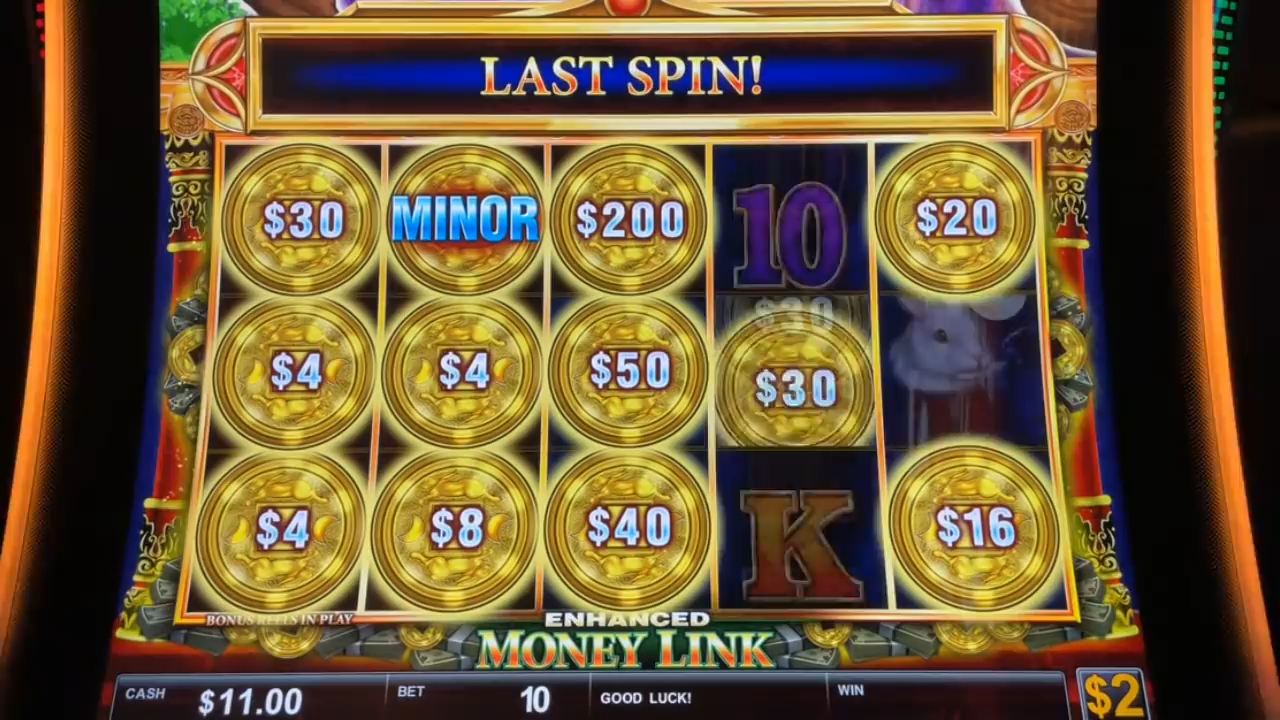 LAST SPIN!
$30 MINOR $200 10 $20
$30
$4 $4 $50 $30
$4 $8 $40 K $16
BONUS REELS IN PLAY
ENHANCED
MONEY LINK
CASH $11.00 BET 10 GOOD LUCK! WIN $2